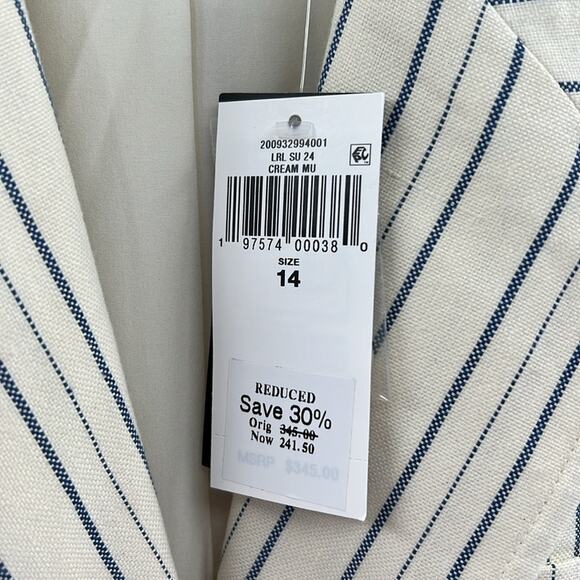 200932994001
LRL SU 24
CREAM MU
1 97574 00038 0
SIZE
14
REDUCED
Save 30%
Orig 345.00
Now 241.50
MSRP $345.00